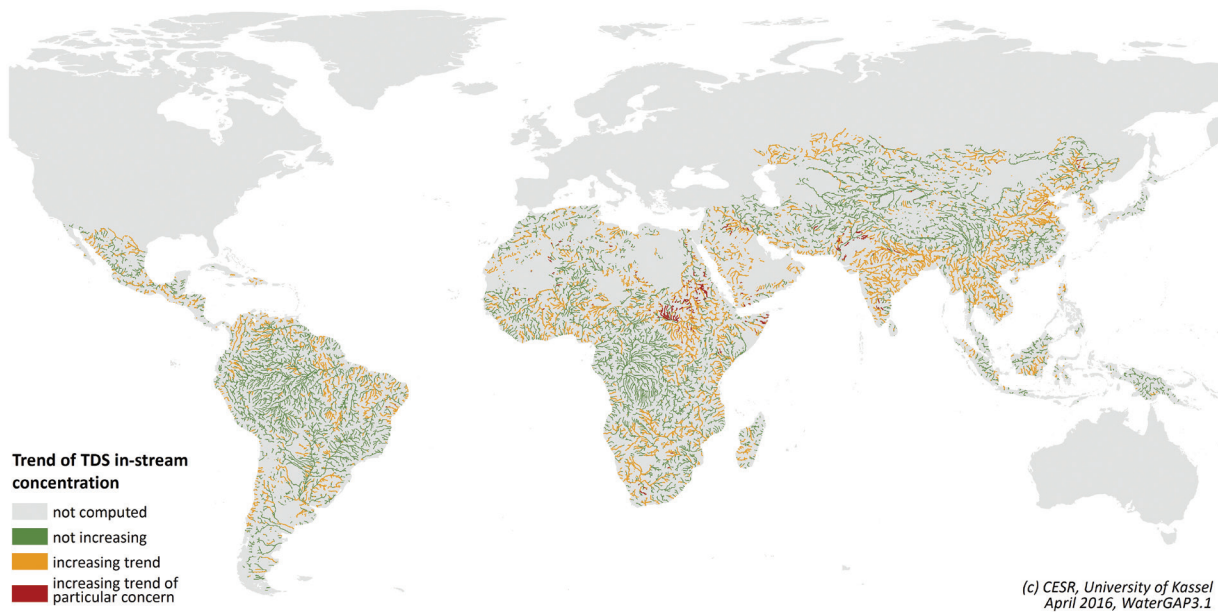 Trend of TDS in-stream
concentration
not computed
not increasing
increasing trend
increasing trend of
particular concern
(c) CESR, University of Kassel
April 2016, WaterGAP3.1